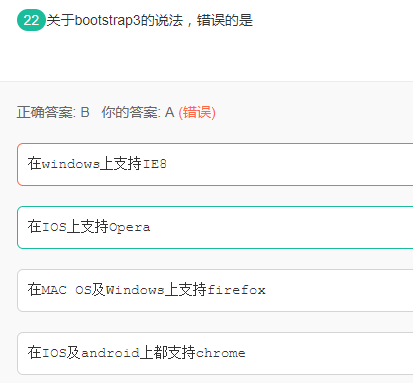 22 关于bootstrap3的说法，错误的是
正确答案: B 你的答案: A (错误)
在windows上支持IE8
在IOS上支持Opera
在MAC OS及Windows上支持firefox
在IOS及android上都支持chrome